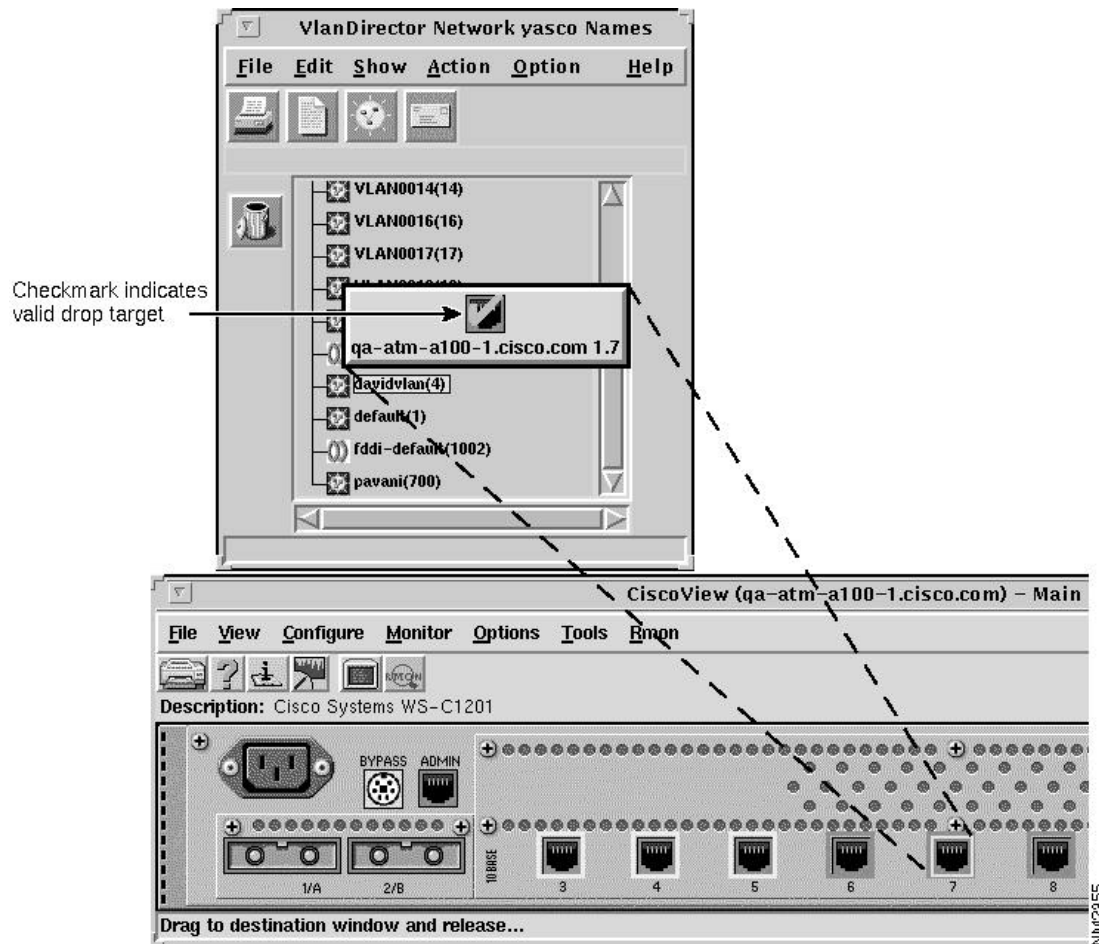 VlanDirector Network yasco Names
File Edit Show Action Option Help
VLAN0014(14)
VLAN0016(16)
VLAN0017(17)
Checkmark indicates
valid drop target
qa-atm-a100-1.cisco.com 1.7
davidvlan(4)
default(1)
fddi-default(1002)
pavani(700)
CiscoView (qa-atm-a100-1.cisco.com) - Main
File View Configure Monitor Options Tools Rmon
RMON
Description: Cisco Systems WS-C1201
BYPASS ADMIN
10BASE
1/A 2/B 3 4 5 6 7 8
Drag to destination window and release...